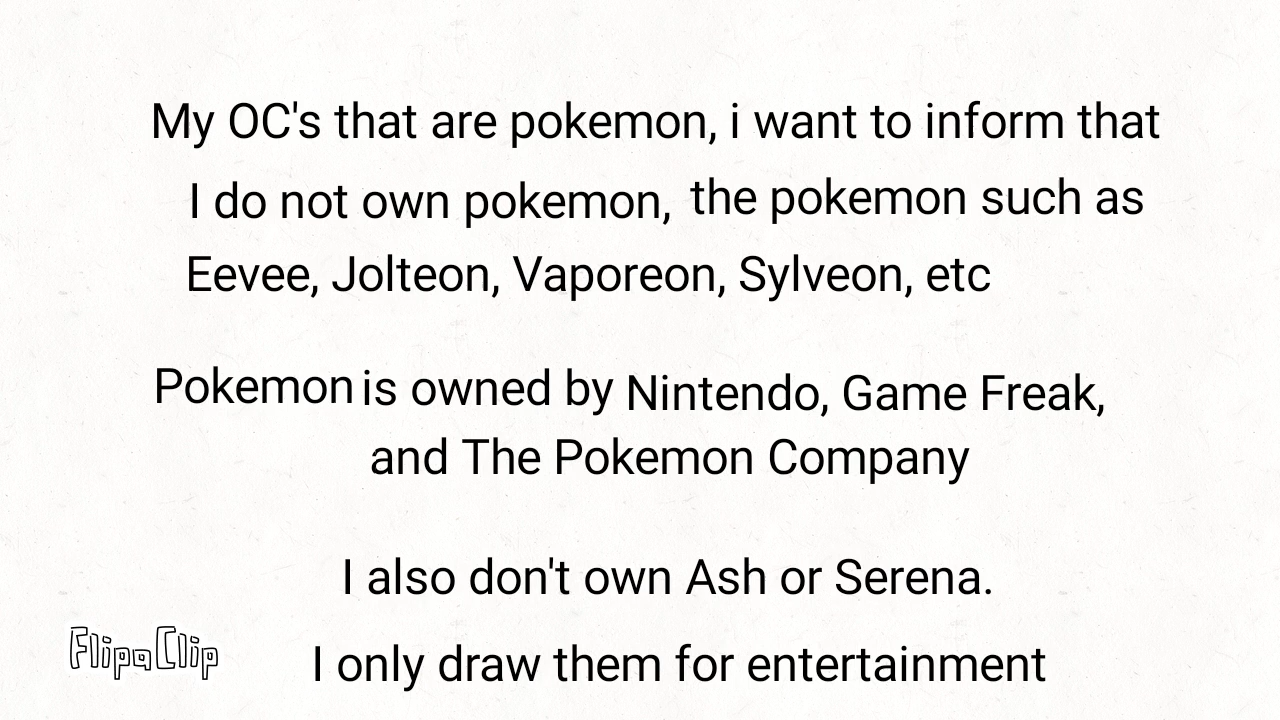 My OC's that are pokemon, i want to inform that
I do not own pokemon, the pokemon such as
Eevee, Jolteon, Vaporeon, Sylveon, etc
Pokemon is owned by Nintendo, Game Freak,
and The Pokemon Company
I also don't own Ash or Serena.
I only draw them for entertainment
FlipaClip